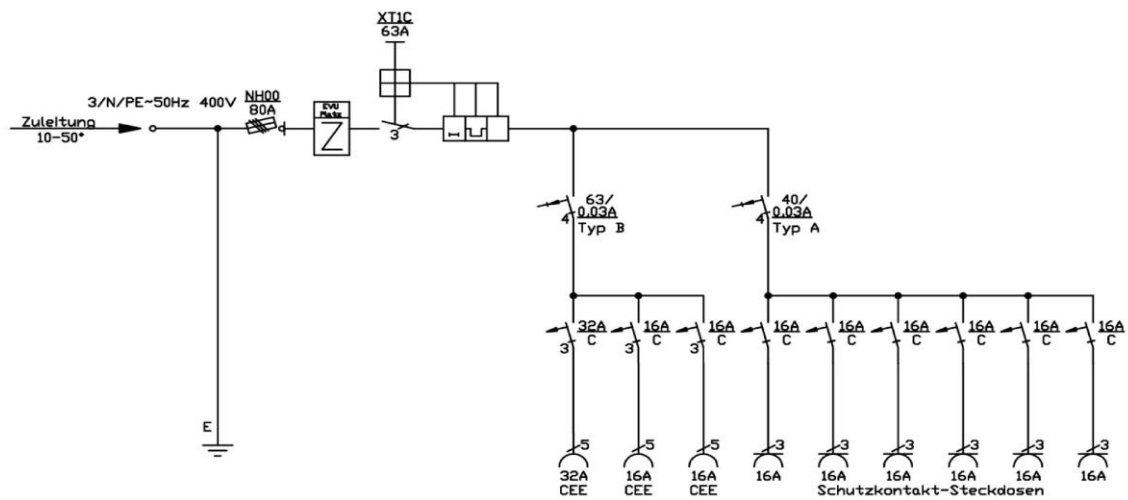 XT1C
63A
3/N/PE~50Hz 400V
NH00
80A
EVU
Platz
Z
Zuleitung
10-50°
3
I
63/
0.03A
Typ B
4
40/
0.03A
Typ A
4
32A
C
3
16A
C
3
16A
C
3
16A
C
16A
C
16A
C
16A
C
16A
C
16A
C
E
5
5
5
3
3
3
3
3
3
32A
CEE
16A
CEE
16A
CEE
16A
16A
16A
16A
16A
16A
Schutzkontakt-Steckdosen